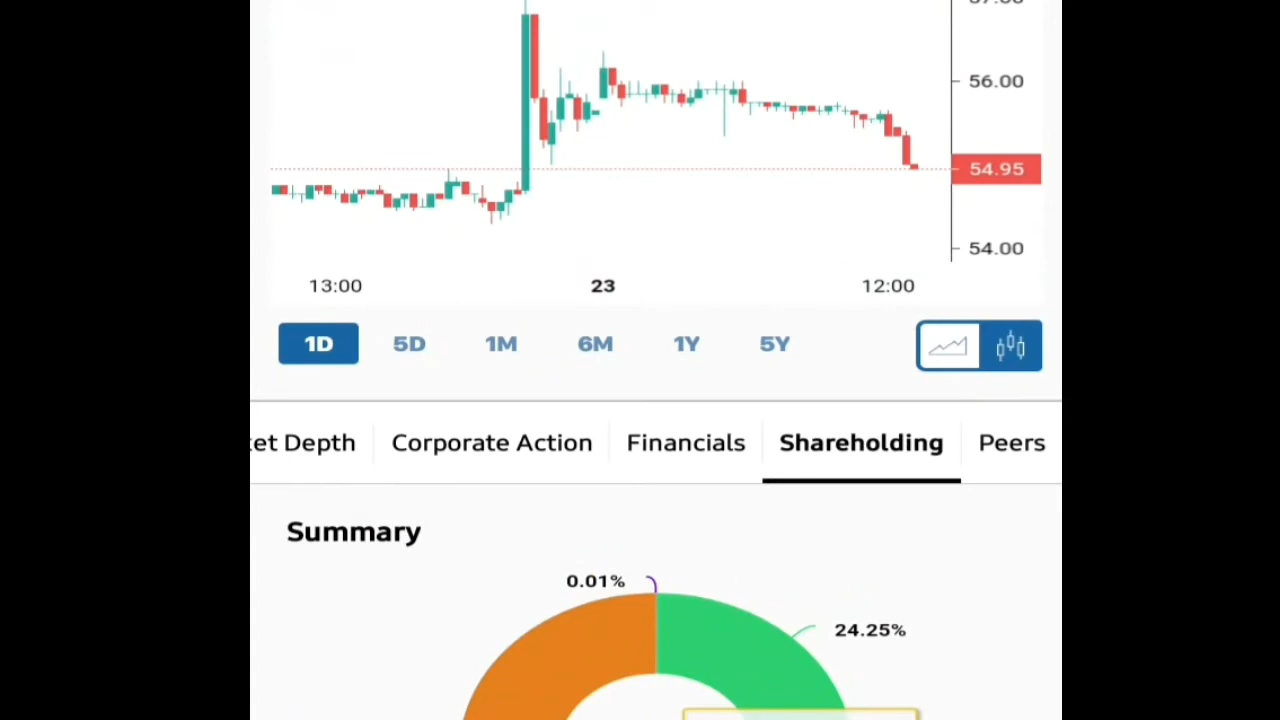 56.00
54.95
54.00
13:00 23 12:00
1D 5D 1M 6M 1Y 5Y
et Depth Corporate Action Financials Shareholding Peers
Summary
0.01%
24.25%